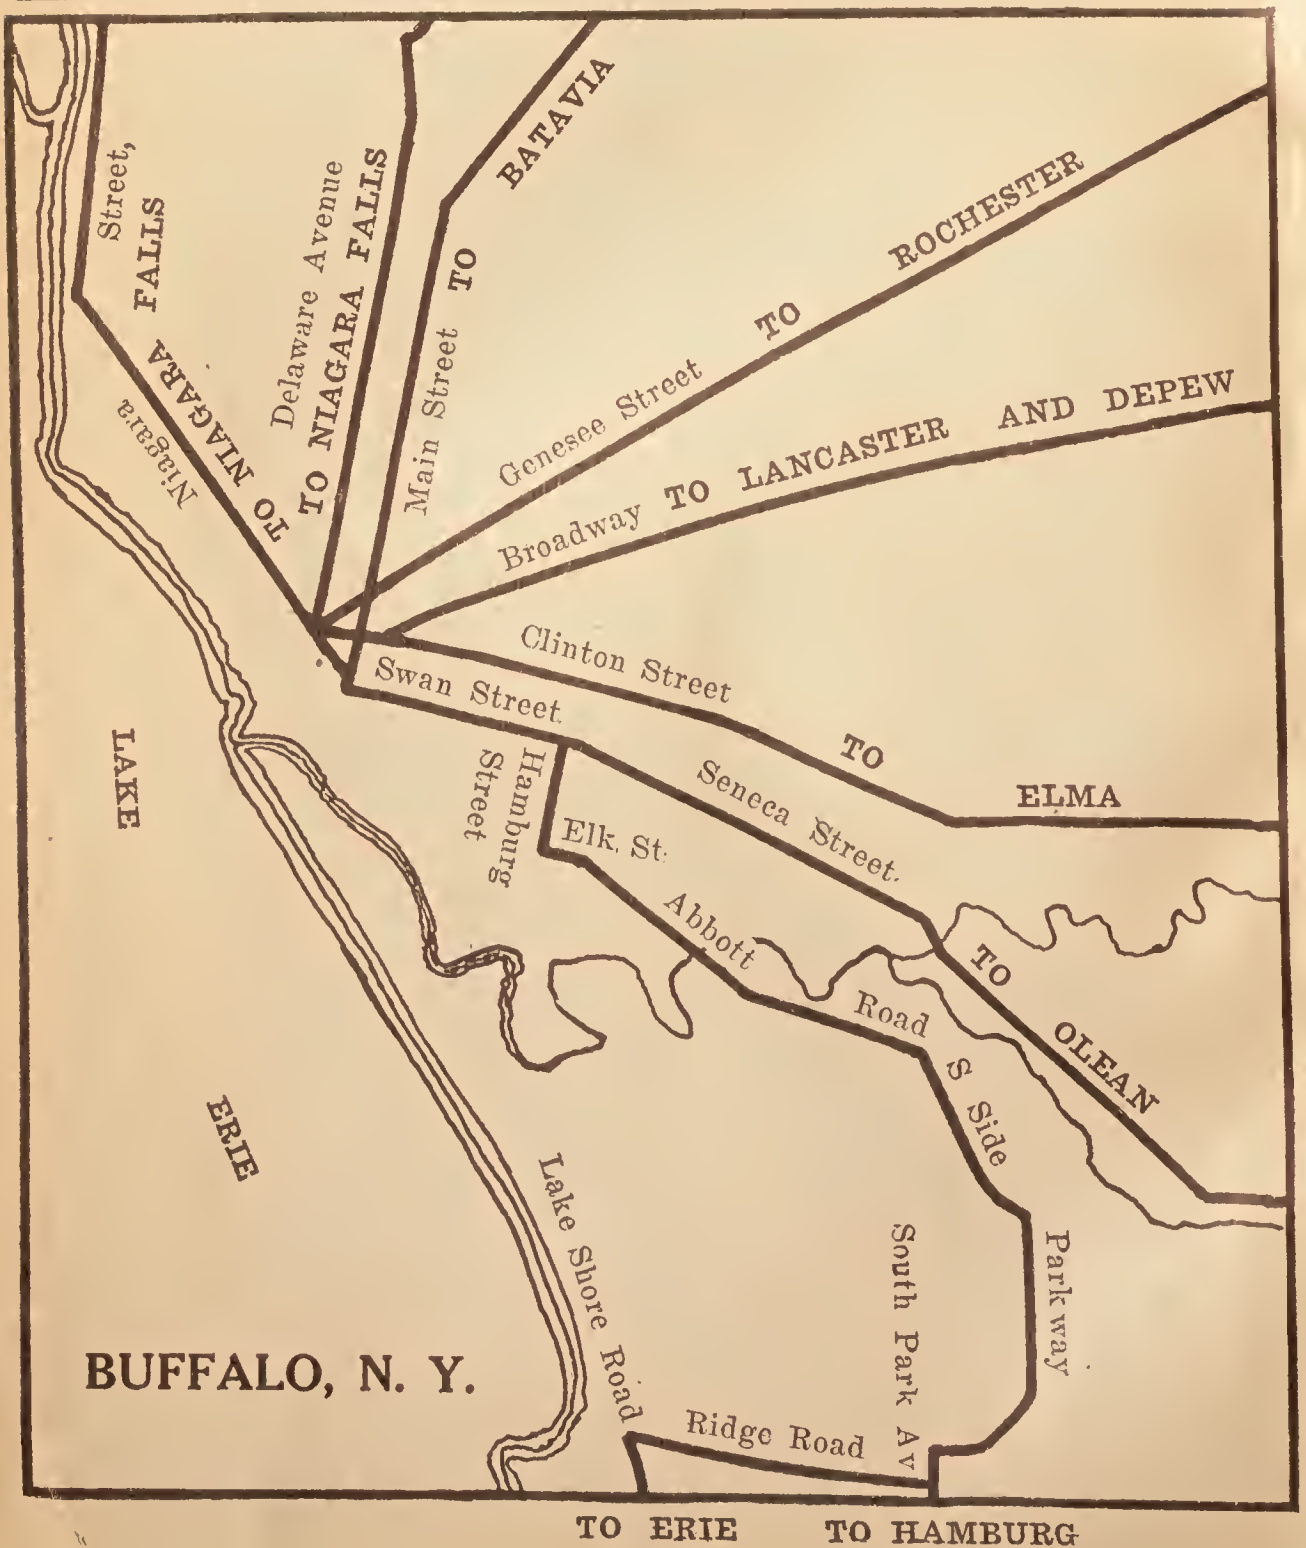 Niagara Street,
TO NIAGARA FALLS
Delaware Avenue
TO NIAGARA FALLS
Main Street TO BATAVIA
Genesee Street TO ROCHESTER
Broadway TO LANCASTER AND DEPEW
Clinton Street TO ELMA
Swan Street.
Seneca Street. TO OLEAN
Hamburg
Street
Elk. St.
Abbott Road
S Side Parkway
LAKE ERIE
Lake Shore Road
South Park Av
Ridge Road
BUFFALO, N. Y.
TO ERIE TO HAMBURG